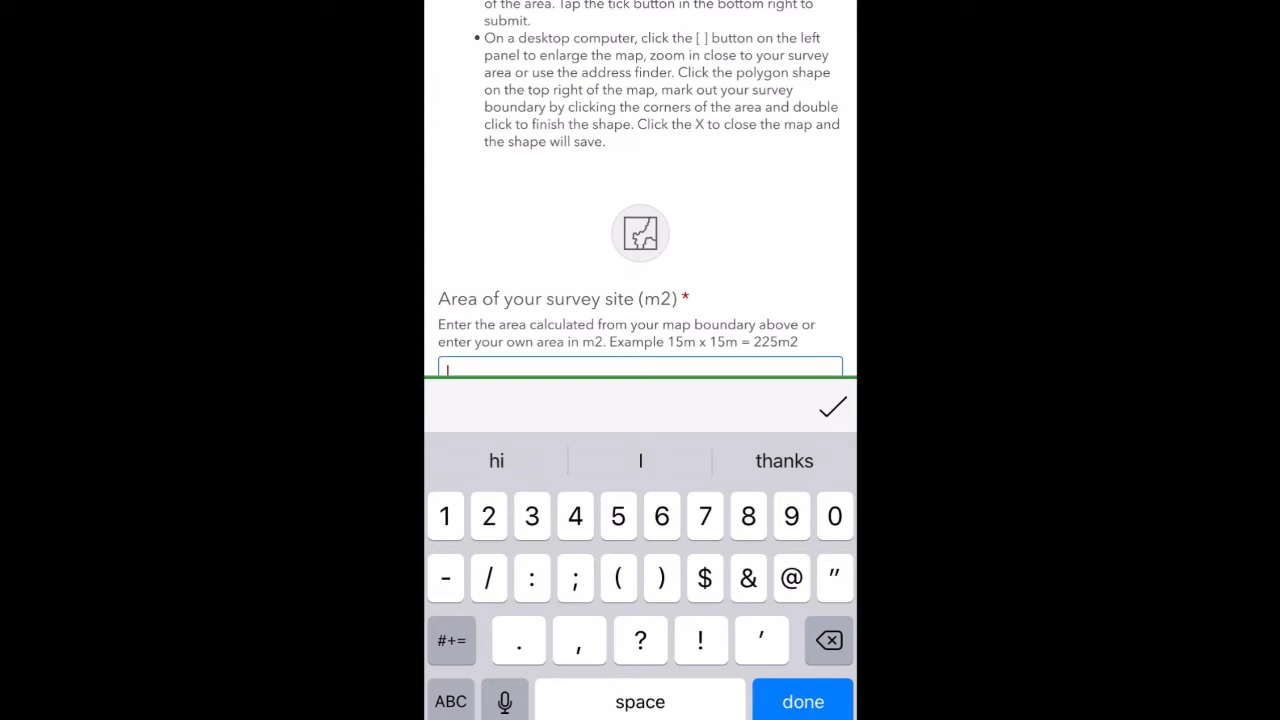 of the area. Tap the tick button in the bottom right to
submit.
• On a desktop computer, click the [ ] button on the left
panel to enlarge the map, zoom in close to your survey
area or use the address finder. Click the polygon shape
on the top right of the map, mark out your survey
boundary by clicking the corners of the area and double
click to finish the shape. Click the X to close the map and
the shape will save.
Area of your survey site (m2) *
Enter the area calculated from your map boundary above or
enter your own area in m2. Example 15m x 15m = 225m2
hi I thanks
1 2 3 4 5 6 7 8 9 0
- / : ; ( ) $ & @ "
#+= . , ? ! '
ABC space done